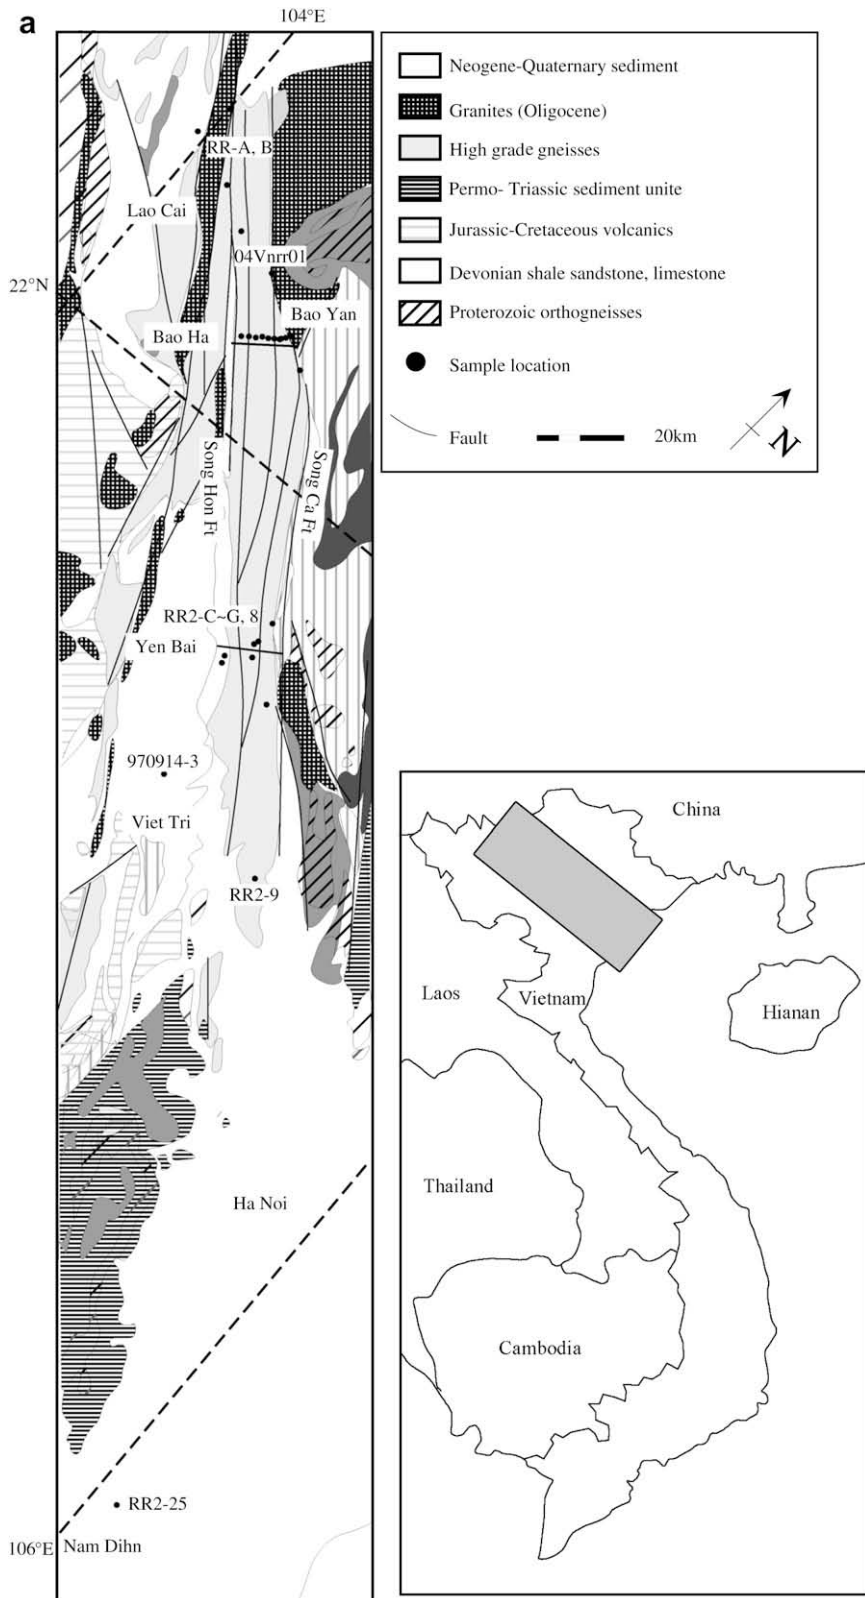 a
104°E
RR-A, B
Lao Cai
04Vnrr01
22°N
Bao Yan
Bao Ha
Song Hon Ft
Song Ca Ft
RR2-C~G, 8
Yen Bai
970914-3
Viet Tri
RR2-9
Ha Noi
RR2-25
106°E
Nam Dihn
Neogene-Quaternary sediment
Granites (Oligocene)
High grade gneisses
Permo- Triassic sediment unite
Jurassic-Cretaceous volcanics
Devonian shale sandstone, limestone
Proterozoic orthogneisses
Sample location
Fault
20km
N
China
Laos
Vietnam
Hianan
Thailand
Cambodia